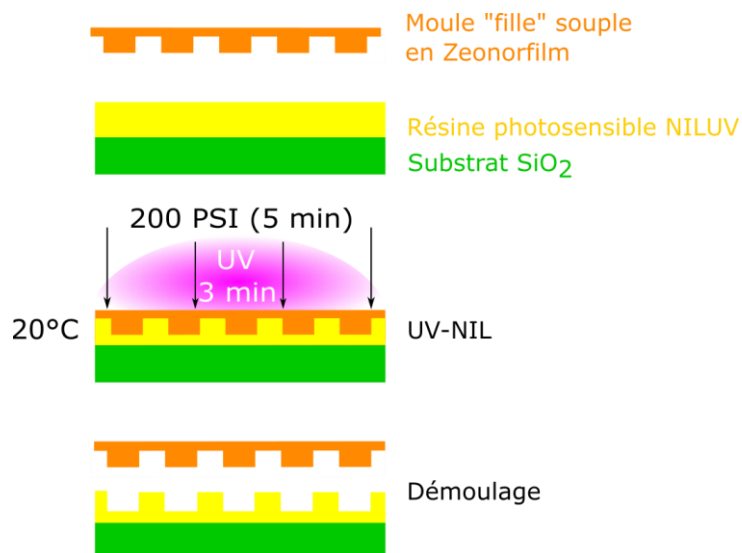 Moule "fille" souple
en Zeonorfilm
Résine photosensible NILUV
Substrat SiO2
200 PSI (5 min)
UV
3 min
20°C
UV-NIL
Démoulage